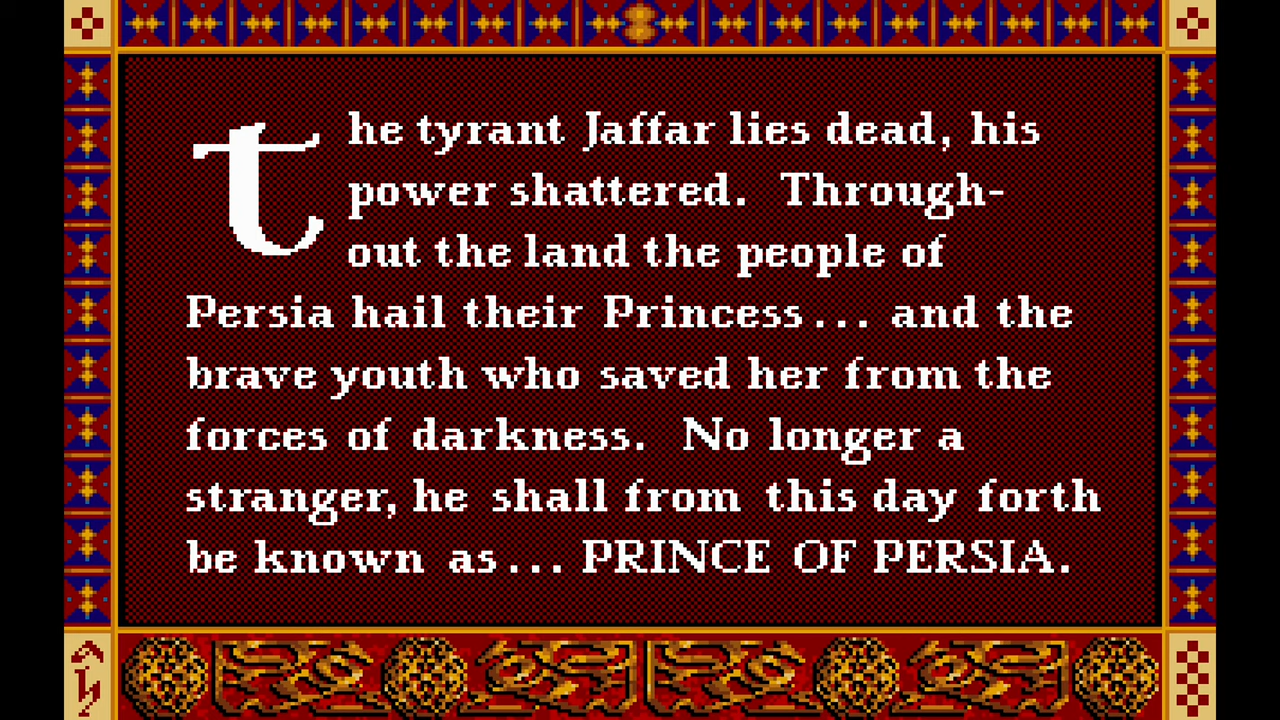 the tyrant Jaffar lies dead, his
power shattered. Through-
out the land the people of
Persia hail their Princess... and the
brave youth who saved her from the
forces of darkness. No longer a
stranger, he shall from this day forth
be known as... PRINCE OF PERSIA.